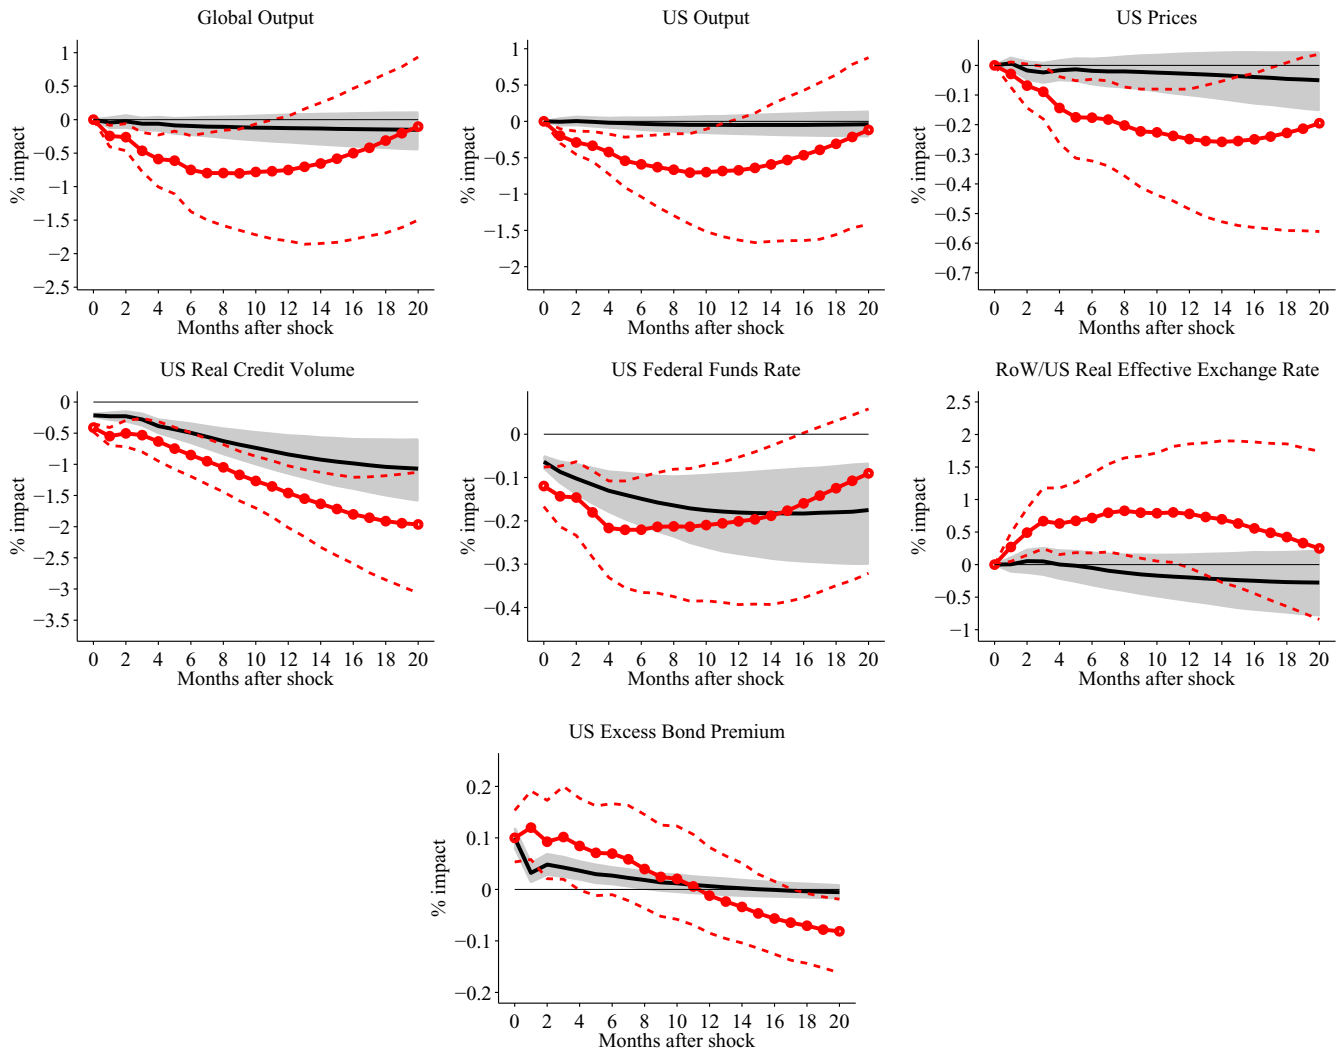 Global Output
US Output
US Prices
% impact
1
0.5
0
−0.5
−1
−1.5
−2
−2.5
0 2 4 6 8 10 12 14 16 18 20
Months after shock
% impact
1
0.5
0
−0.5
−1
−1.5
−2
0 2 4 6 8 10 12 14 16 18 20
Months after shock
% impact
0
−0.1
−0.2
−0.3
−0.4
−0.5
−0.6
−0.7
0 2 4 6 8 10 12 14 16 18 20
Months after shock
US Real Credit Volume
US Federal Funds Rate
RoW/US Real Effective Exchange Rate
% impact
0
−0.5
−1
−1.5
−2
−2.5
−3
−3.5
0 2 4 6 8 10 12 14 16 18 20
Months after shock
% impact
0
−0.1
−0.2
−0.3
−0.4
0 2 4 6 8 10 12 14 16 18 20
Months after shock
% impact
2.5
2
1.5
1
0.5
0
−0.5
−1
0 2 4 6 8 10 12 14 16 18 20
Months after shock
US Excess Bond Premium
% impact
0.2
0.1
0
−0.1
−0.2
0 2 4 6 8 10 12 14 16 18 20
Months after shock